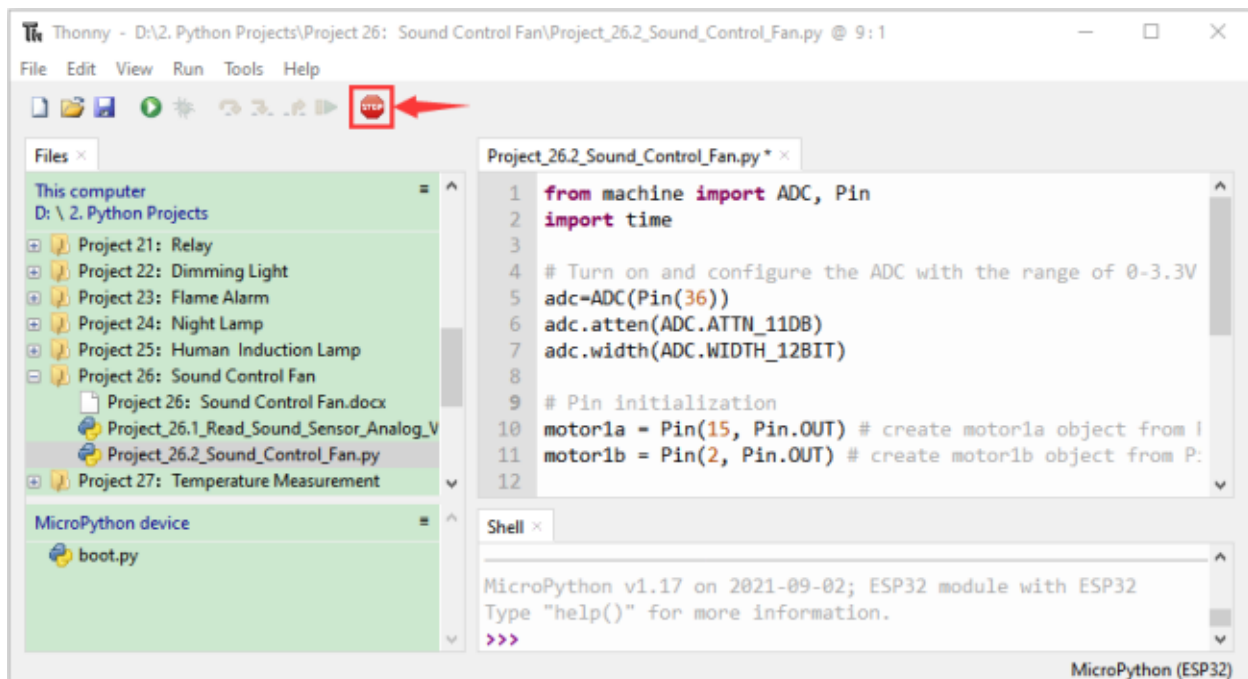 Thonny - D:\2. Python Projects\Project 26: Sound Control Fan\Project_26.2_Sound_Control_Fan.py @ 9:1
File Edit View Run Tools Help
STOP
Files
This computer
D: \ 2. Python Projects
Project 21: Relay
Project 22: Dimming Light
Project 23: Flame Alarm
Project 24: Night Lamp
Project 25: Human Induction Lamp
Project 26: Sound Control Fan
Project 26: Sound Control Fan.docx
Project_26.1_Read_Sound_Sensor_Analog_V
Project_26.2_Sound_Control_Fan.py
Project 27: Temperature Measurement
MicroPython device
boot.py
Project_26.2_Sound_Control_Fan.py *
1 from machine import ADC, Pin
2 import time
3
4 # Turn on and configure the ADC with the range of 0-3.3V
5 adc=ADC(Pin(36))
6 adc.atten(ADC.ATTN_11DB)
7 adc.width(ADC.WIDTH_12BIT)
8
9 # Pin initialization
10 motor1a = Pin(15, Pin.OUT) # create motor1a object from
11 motor1b = Pin(2, Pin.OUT) # create motor1b object from Pi
12
Shell
MicroPython v1.17 on 2021-09-02; ESP32 module with ESP32
Type "help()" for more information.
>>>
MicroPython (ESP32)